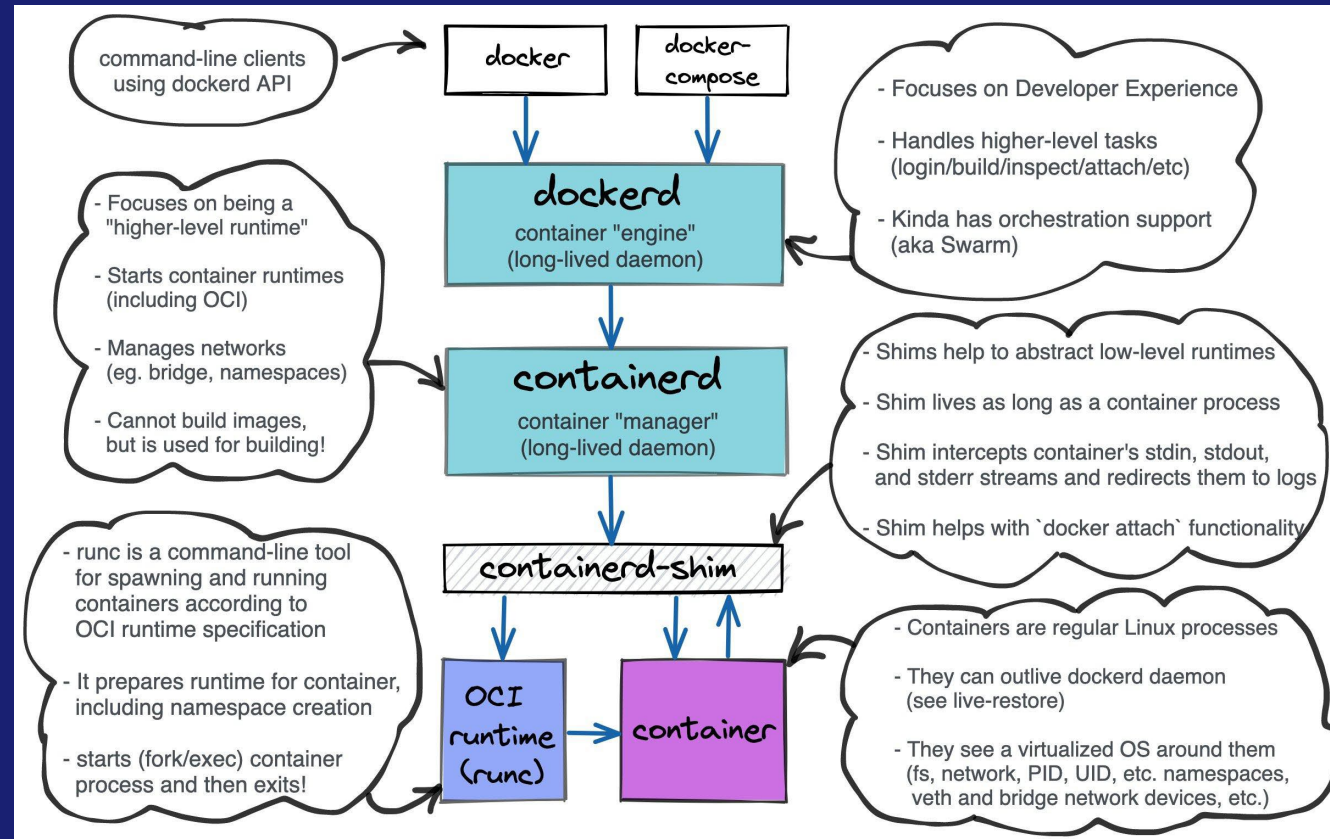 command-line clients
using dockerd API
docker
docker-
compose
- Focuses on Developer Experience
- Handles higher-level tasks
(login/build/inspect/attach/etc)
- Kinda has orchestration support
(aka Swarm)
dockerd
container "engine"
(long-lived daemon)
- Focuses on being a
"higher-level runtime"
- Starts container runtimes
(including OCI)
- Manages networks
(eg. bridge, namespaces)
- Cannot build images,
but is used for building!
containerd
container "manager"
(long-lived daemon)
- Shims help to abstract low-level runtimes
- Shim lives as long as a container process
- Shim intercepts container's stdin, stdout,
and stderr streams and redirects them to logs
- Shim helps with `docker attach` functionality
containerd-shim
- runc is a command-line tool
for spawning and running
containers according to
OCI runtime specification
- It prepares runtime for container,
including namespace creation
- starts (fork/exec) container
process and then exits!
OCI
runtime
(runc)
container
- Containers are regular Linux processes
- They can outlive dockerd daemon
(see live-restore)
- They see a virtualized OS around them
(fs, network, PID, UID, etc. namespaces,
veth and bridge network devices, etc.)